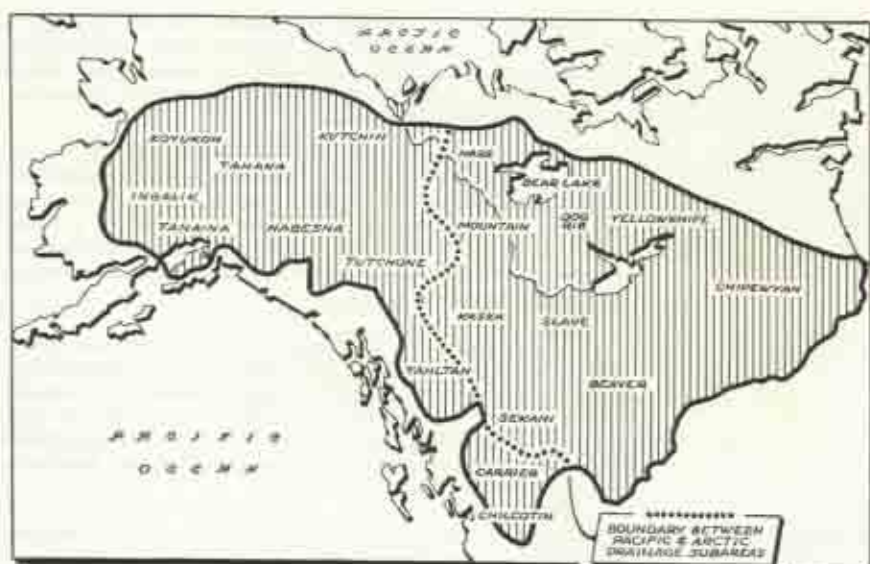 ARCTIC
OCEAN
KOYUKON
TANANA
KUTCHIN
HARE
BEAR LAKE
INGALIK
DOG
RIB
YELLOWKNIFE
TANAINA
NABESNA
MOUNTAIN
TUTCHONE
CHIPEWYAN
KASKA
SLAVE
TAHLTAN
BEAVER
SEKANI
PACIFIC
OCEAN
CARRIER
CHILCOTIN
BOUNDARY BETWEEN
PACIFIC & ARCTIC
DRAINAGE SUBAREAS